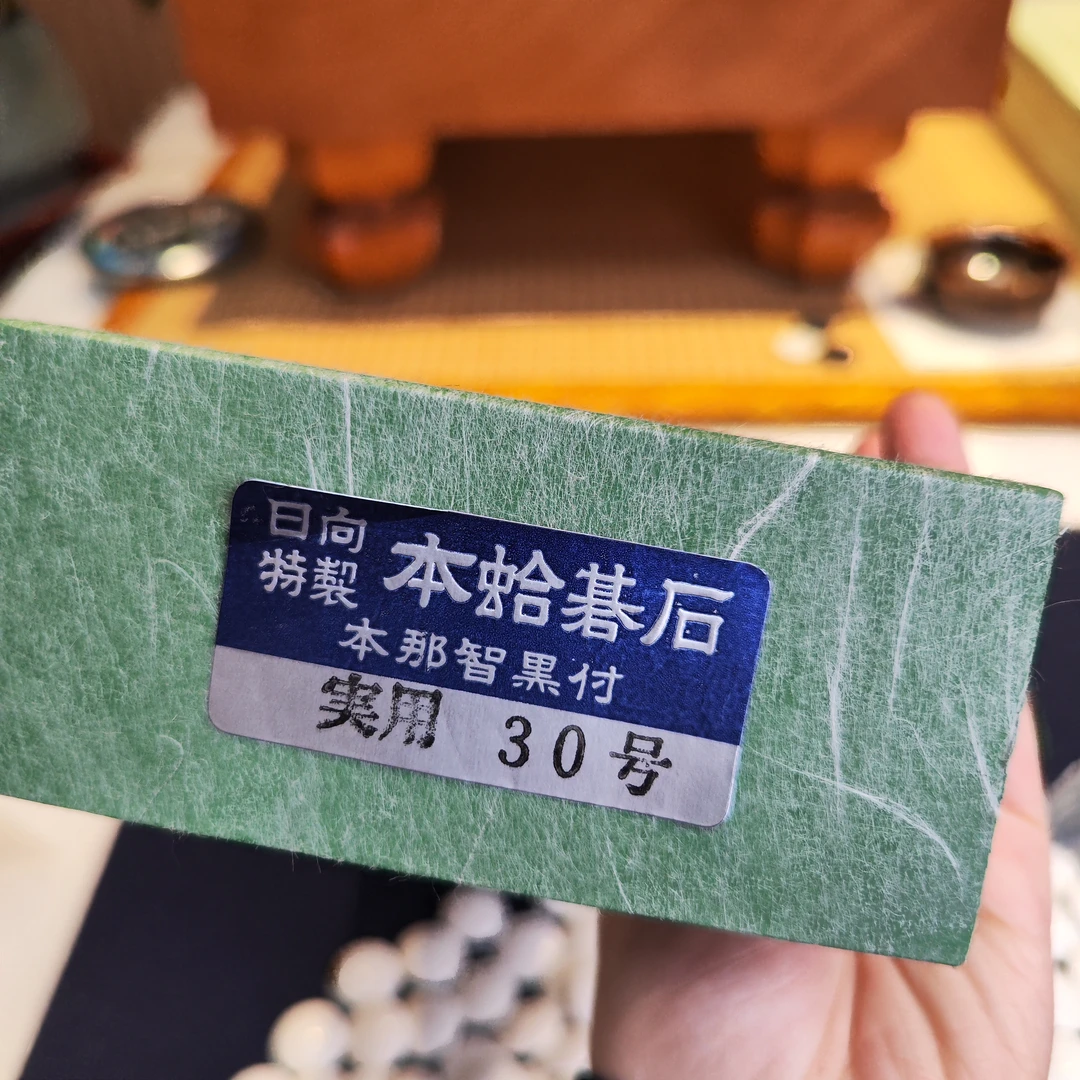 日向
特製
本蛤碁石
本那智黒付
実用 30号